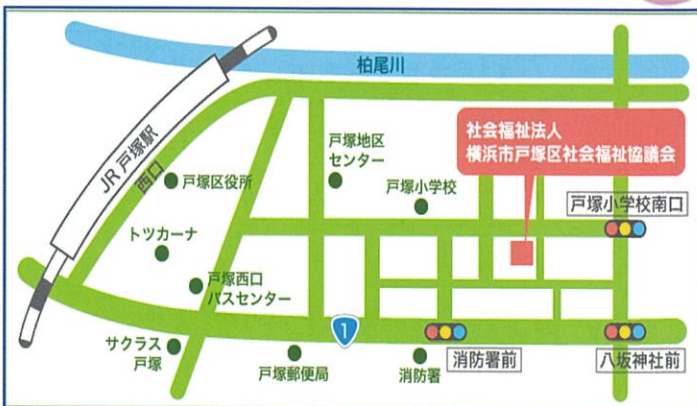 柏尾川
JR 戸塚駅
西口
戸塚区役所
戸塚地区
センター
戸塚小学校
社会福祉法人
横浜市戸塚区社会福祉協議会
戸塚小学校南口
トツカーナ
戸塚西口
バスセンター
1
サクラス
戸塚
戸塚郵便局
消防署
消防署前
八坂神社前